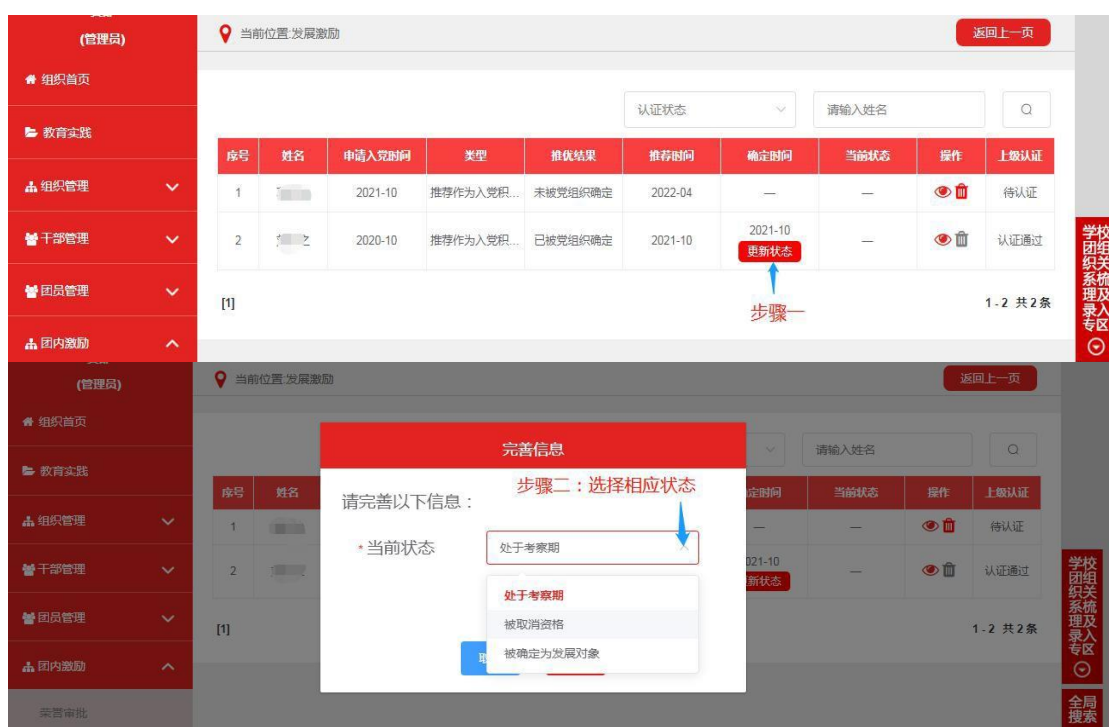 (管理员)
当前位置:发展激励
返回上一页
组织首页
教育实践
组织管理
干部管理
团员管理
团内激励
认证状态
请输入姓名
序号 姓名 申请入党时间 类型 推优结果 推荐时间 确定时间 当前状态 操作 上级认证
1 2021-10 推荐作为入党积... 未被党组织确定 2022-04 — — 待认证
2 2020-10 推荐作为入党积... 已被党组织确定 2021-10 2021-10 — 认证通过
更新状态
[1]
1-2 共2条
步骤一
学校团组织关系梳理及录入专区
(管理员)
当前位置:发展激励
返回上一页
组织首页
教育实践
组织管理
干部管理
团员管理
团内激励
荣誉审批
请输入姓名
序号 姓名 定时间 当前状态 操作 上级认证
1 — — 待认证
2 021-10 — 认证通过
新状态
[1]
1-2 共2条
完善信息
步骤二：选择相应状态
请完善以下信息：
*当前状态
处于考察期
处于考察期
被取消资格
被确定为发展对象
学校团组织关系梳理及录入专区
全局搜索